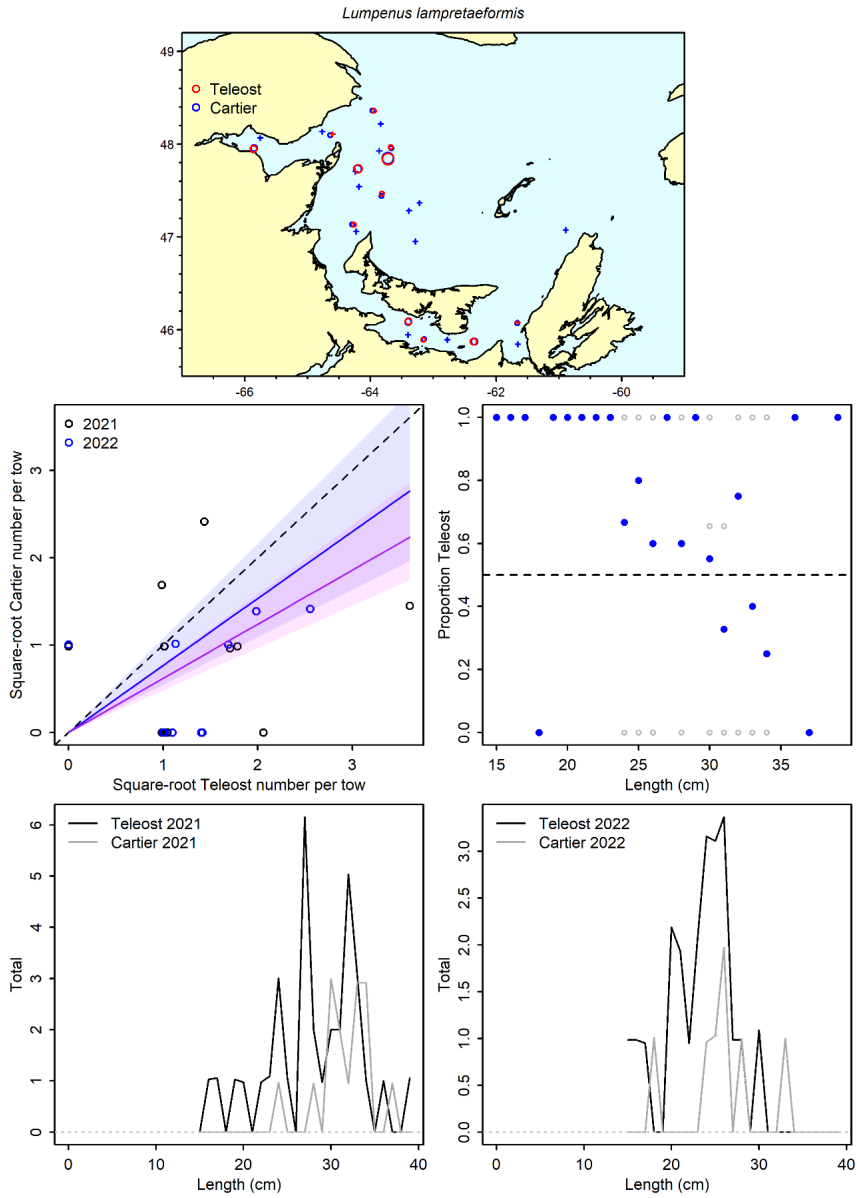 Lumpenus lampretaeformis
49
48
47
46
Teleost
Cartier
-66 -64 -62 -60
Square-root Cartier number per tow
3
2
1
0
2021
2022
0 1 2 3
Square-root Teleost number per tow
Proportion Teleost
1.0
0.8
0.6
0.4
0.2
0.0
15 20 25 30 35
Length (cm)
Total
6
5
4
3
2
1
0
Teleost 2021
Cartier 2021
0 10 20 30 40
Length (cm)
Total
3.0
2.5
2.0
1.5
1.0
0.5
0.0
Teleost 2022
Cartier 2022
0 10 20 30 40
Length (cm)